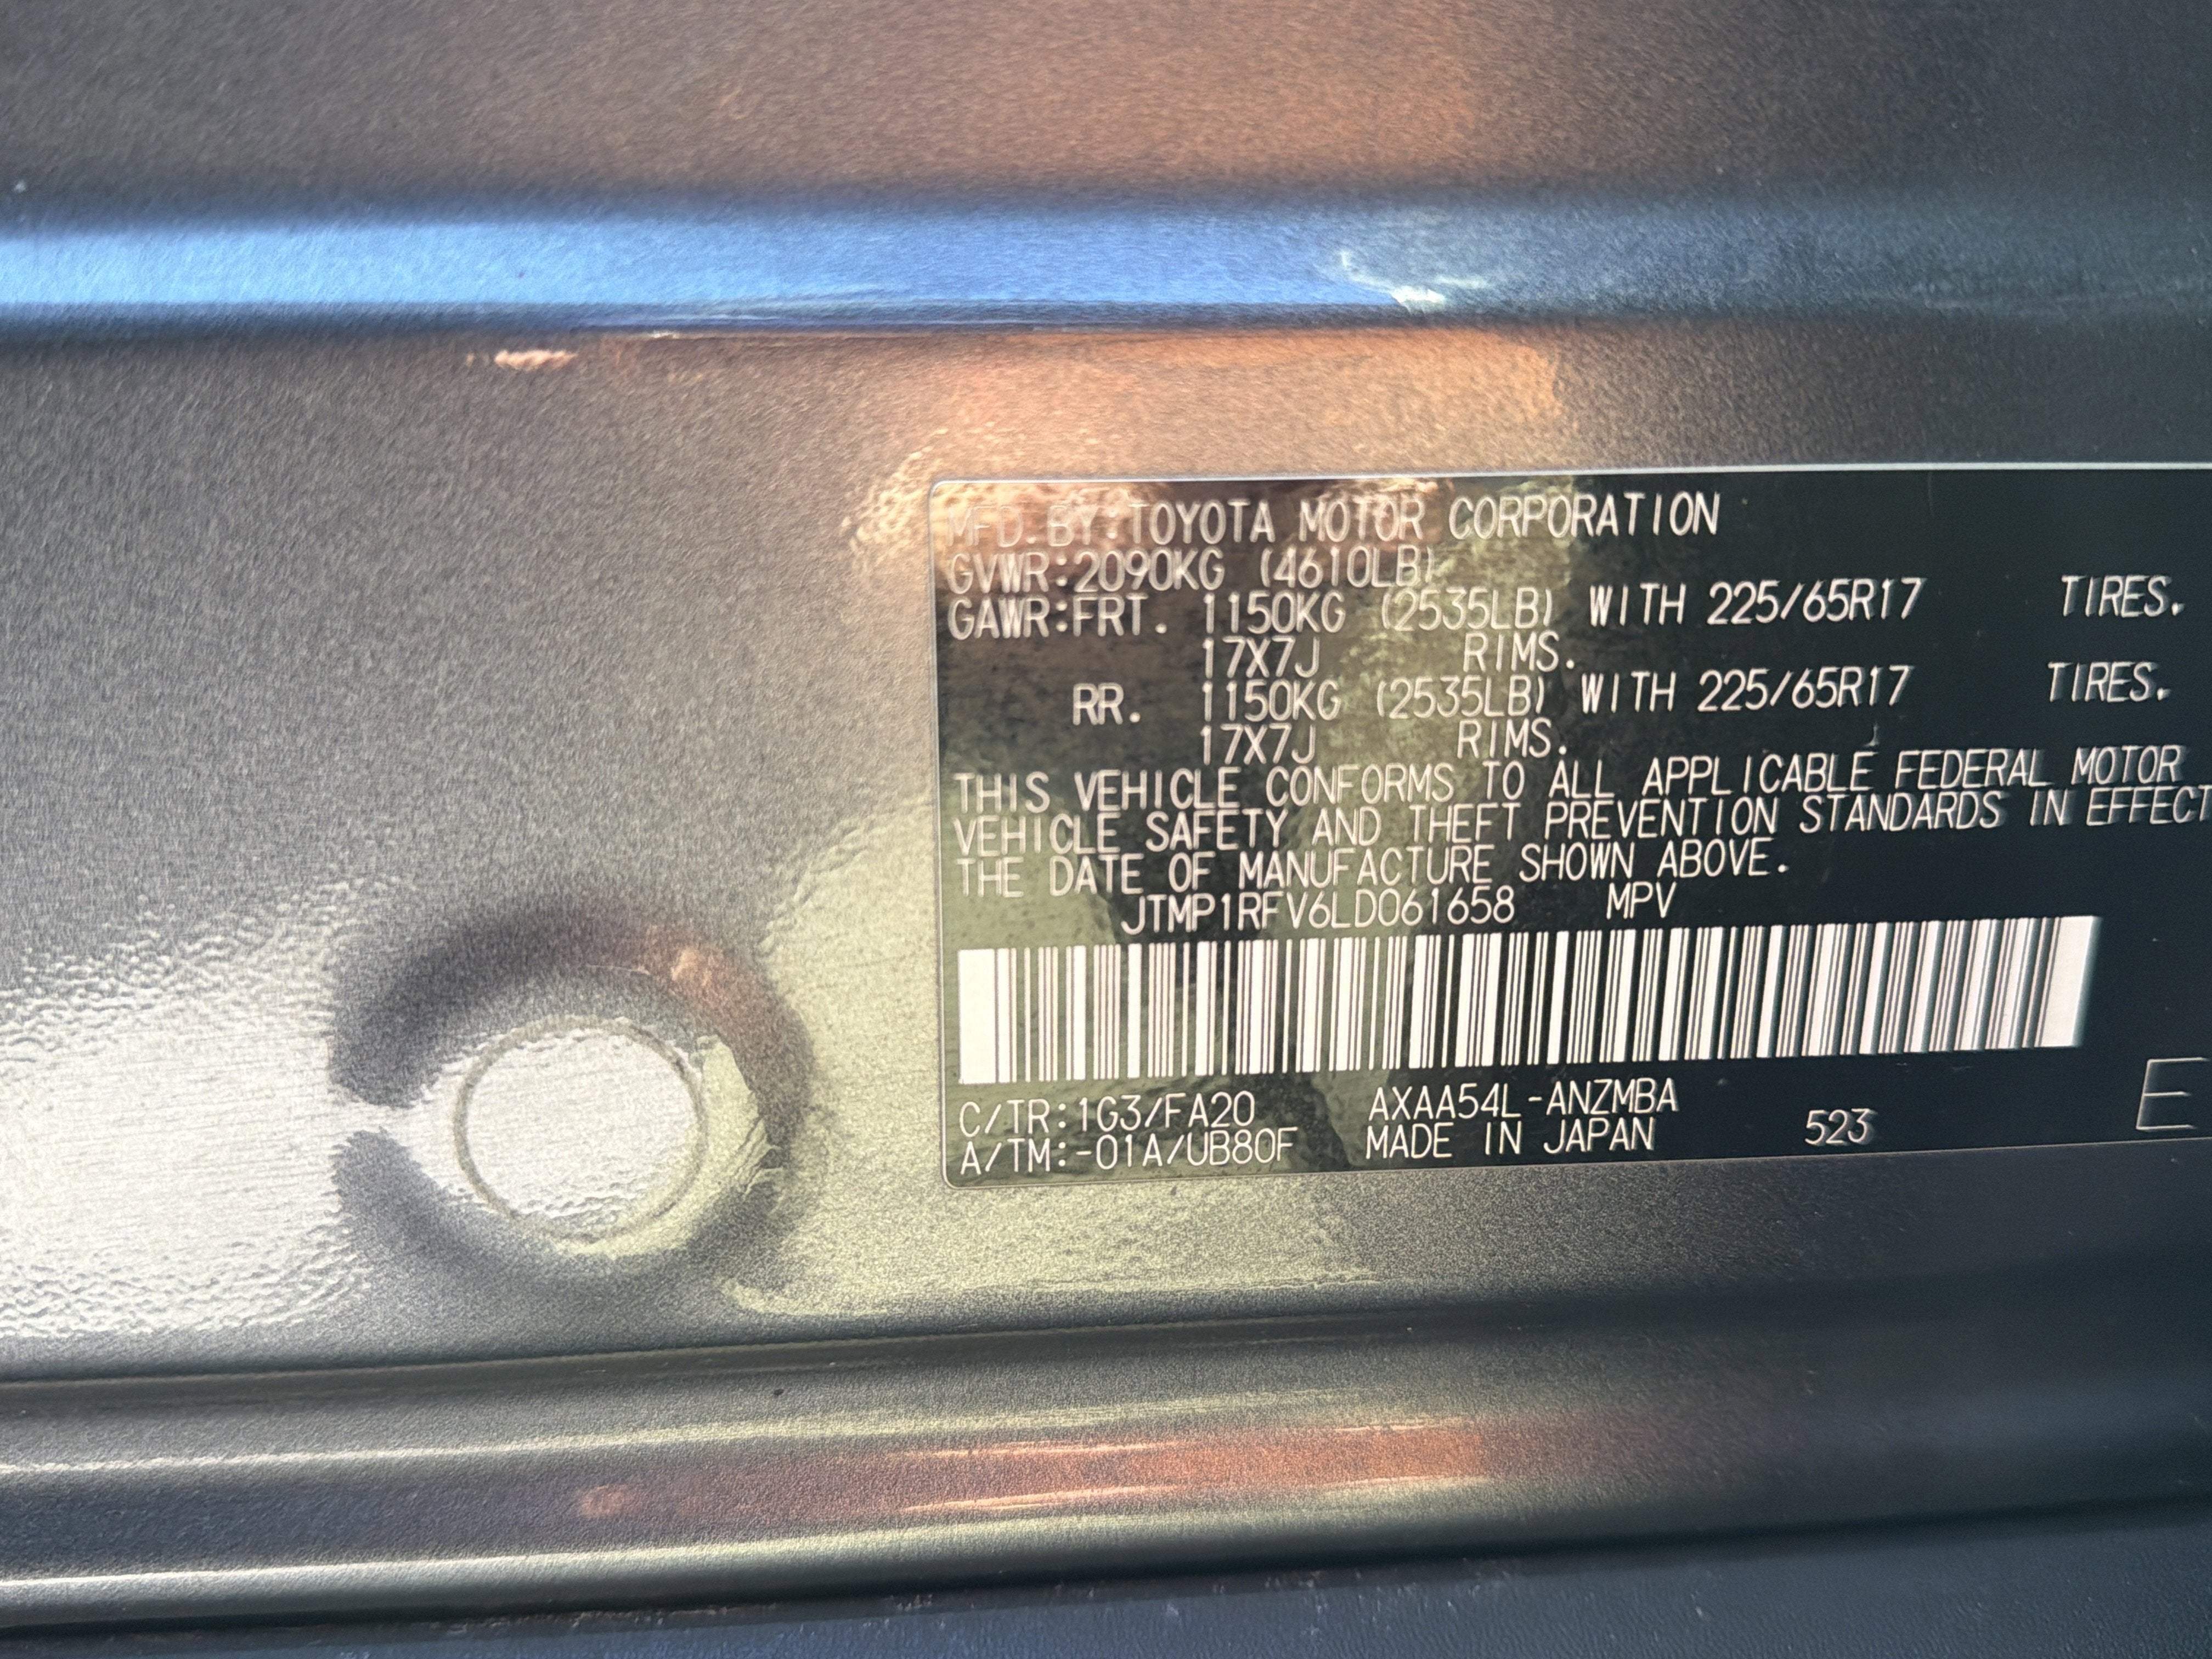 MFD.BY:TOYOTA MOTOR CORPORATION
GVWR:2090KG (4610LB)
GAWR:FRT. 1150KG (2535LB) WITH 225/65R17 TIRES.
17X7J RIMS.
RR. 1150KG (2535LB) WITH 225/65R17 TIRES.
17X7J RIMS.
THIS VEHICLE CONFORMS TO ALL APPLICABLE FEDERAL MOTOR
VEHICLE SAFETY AND THEFT PREVENTION STANDARDS IN EFFECT
THE DATE OF MANUFACTURE SHOWN ABOVE.
JTMP1RFV6LD061658 MPV
C/TR:1G3/FA20 AXAA54L-ANZMBA
A/TM:-01A/UB80F MADE IN JAPAN 523 E